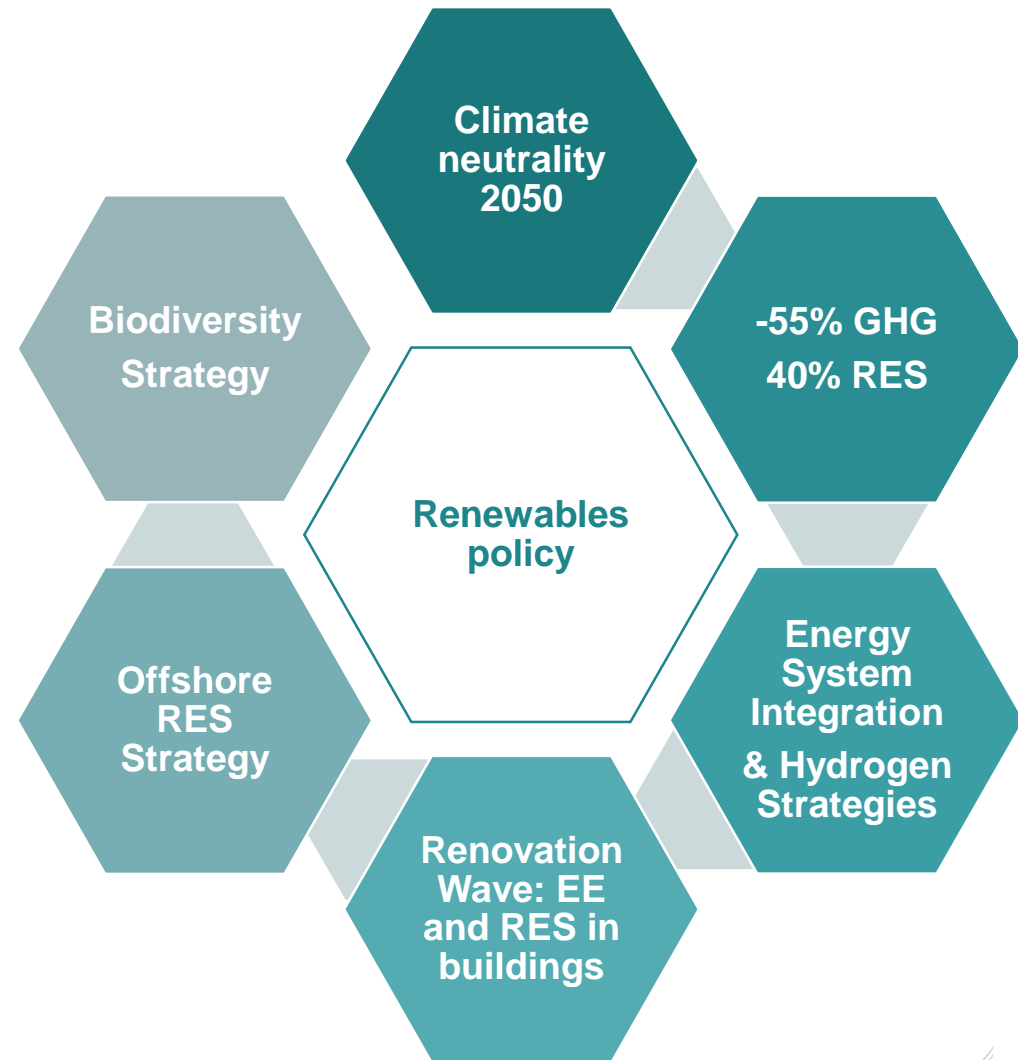 Climate
neutrality
2050
-55% GHG
40% RES
Energy
System
Integration
& Hydrogen
Strategies
Renovation
Wave: EE
and RES in
buildings
Offshore
RES
Strategy
Biodiversity
Strategy
Renewables
policy